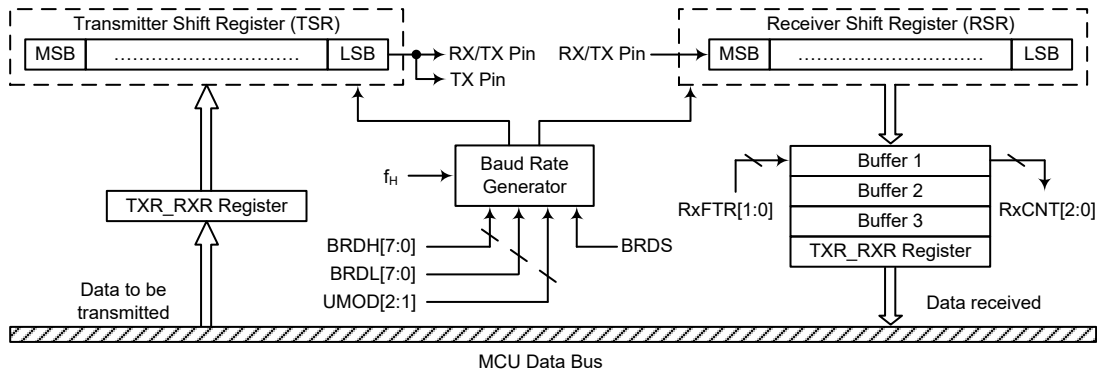 Transmitter Shift Register (TSR)
MSB ................................ LSB
RX/TX Pin
TX Pin
Receiver Shift Register (RSR)
RX/TX Pin
MSB ................................ LSB
Baud Rate
Generator
fH
BRDH[7:0]
BRDL[7:0]
UMOD[2:1]
BRDS
TXR_RXR Register
Data to be
transmitted
Buffer 1
Buffer 2
Buffer 3
TXR_RXR Register
RxFTR[1:0]
RxCNT[2:0]
Data received
MCU Data Bus